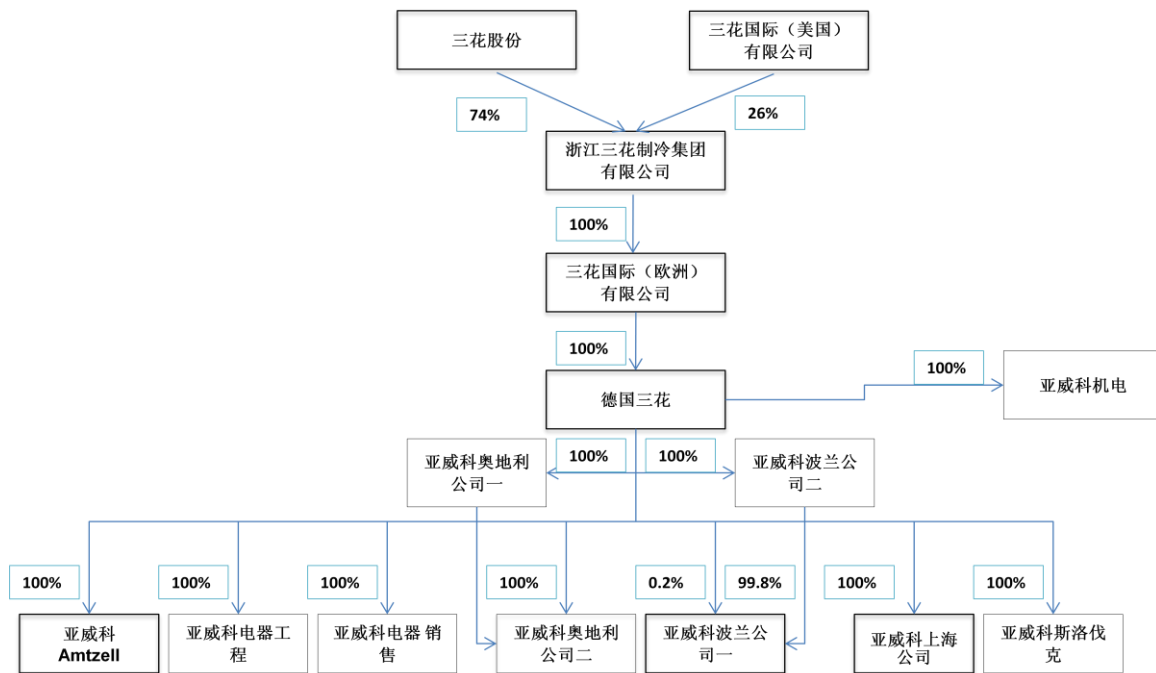 三花股份
三花国际（美国）
有限公司
74%
26%
浙江三花制冷集团
有限公司
100%
三花国际（欧洲）
有限公司
100%
德国三花
100%
亚威科机电
亚威科奥地利
公司一
100%
100%
亚威科波兰公
司二
100%
100%
100%
100%
0.2%
99.8%
100%
100%
亚威科
Amtzell
亚威科电器工
程
亚威科电器销
售
亚威科奥地利
公司二
亚威科波兰公
司一
亚威科上海
公司
亚威科斯洛伐
克